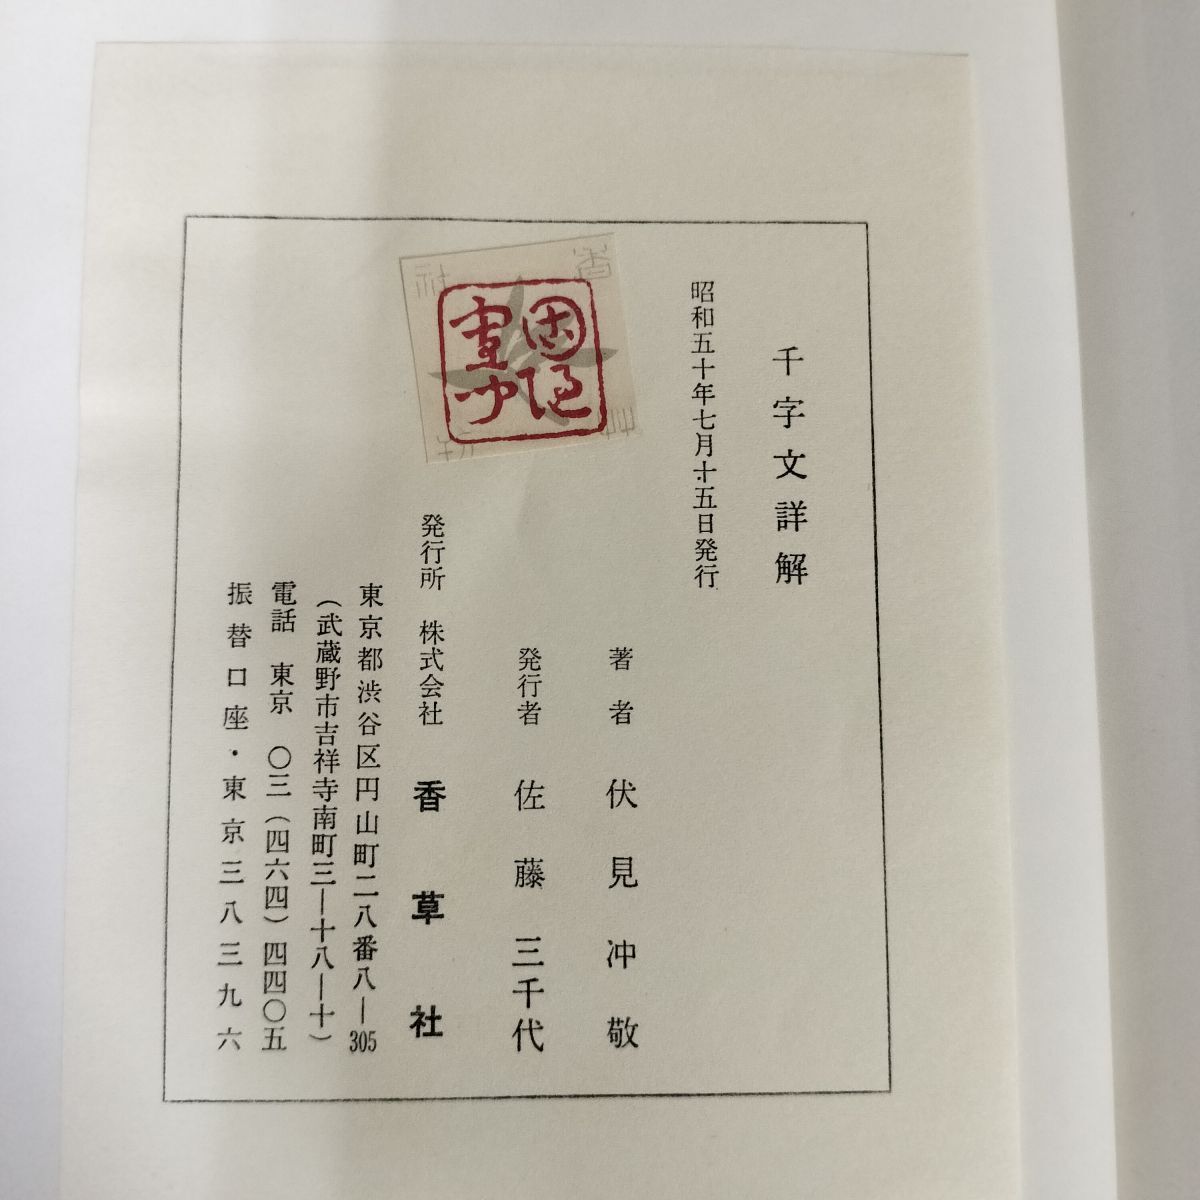 千字文詳解
昭和五十年七月十五日発行
著者 伏見冲敬
発行者 佐藤三千代
発行所 株式会社 香草社
東京都渋谷区円山町二八番八―305
(武蔵野市吉祥寺南町三―十八―十)
電話 東京 〇三(四六四)四四〇五
振替口座・東京三八三九六